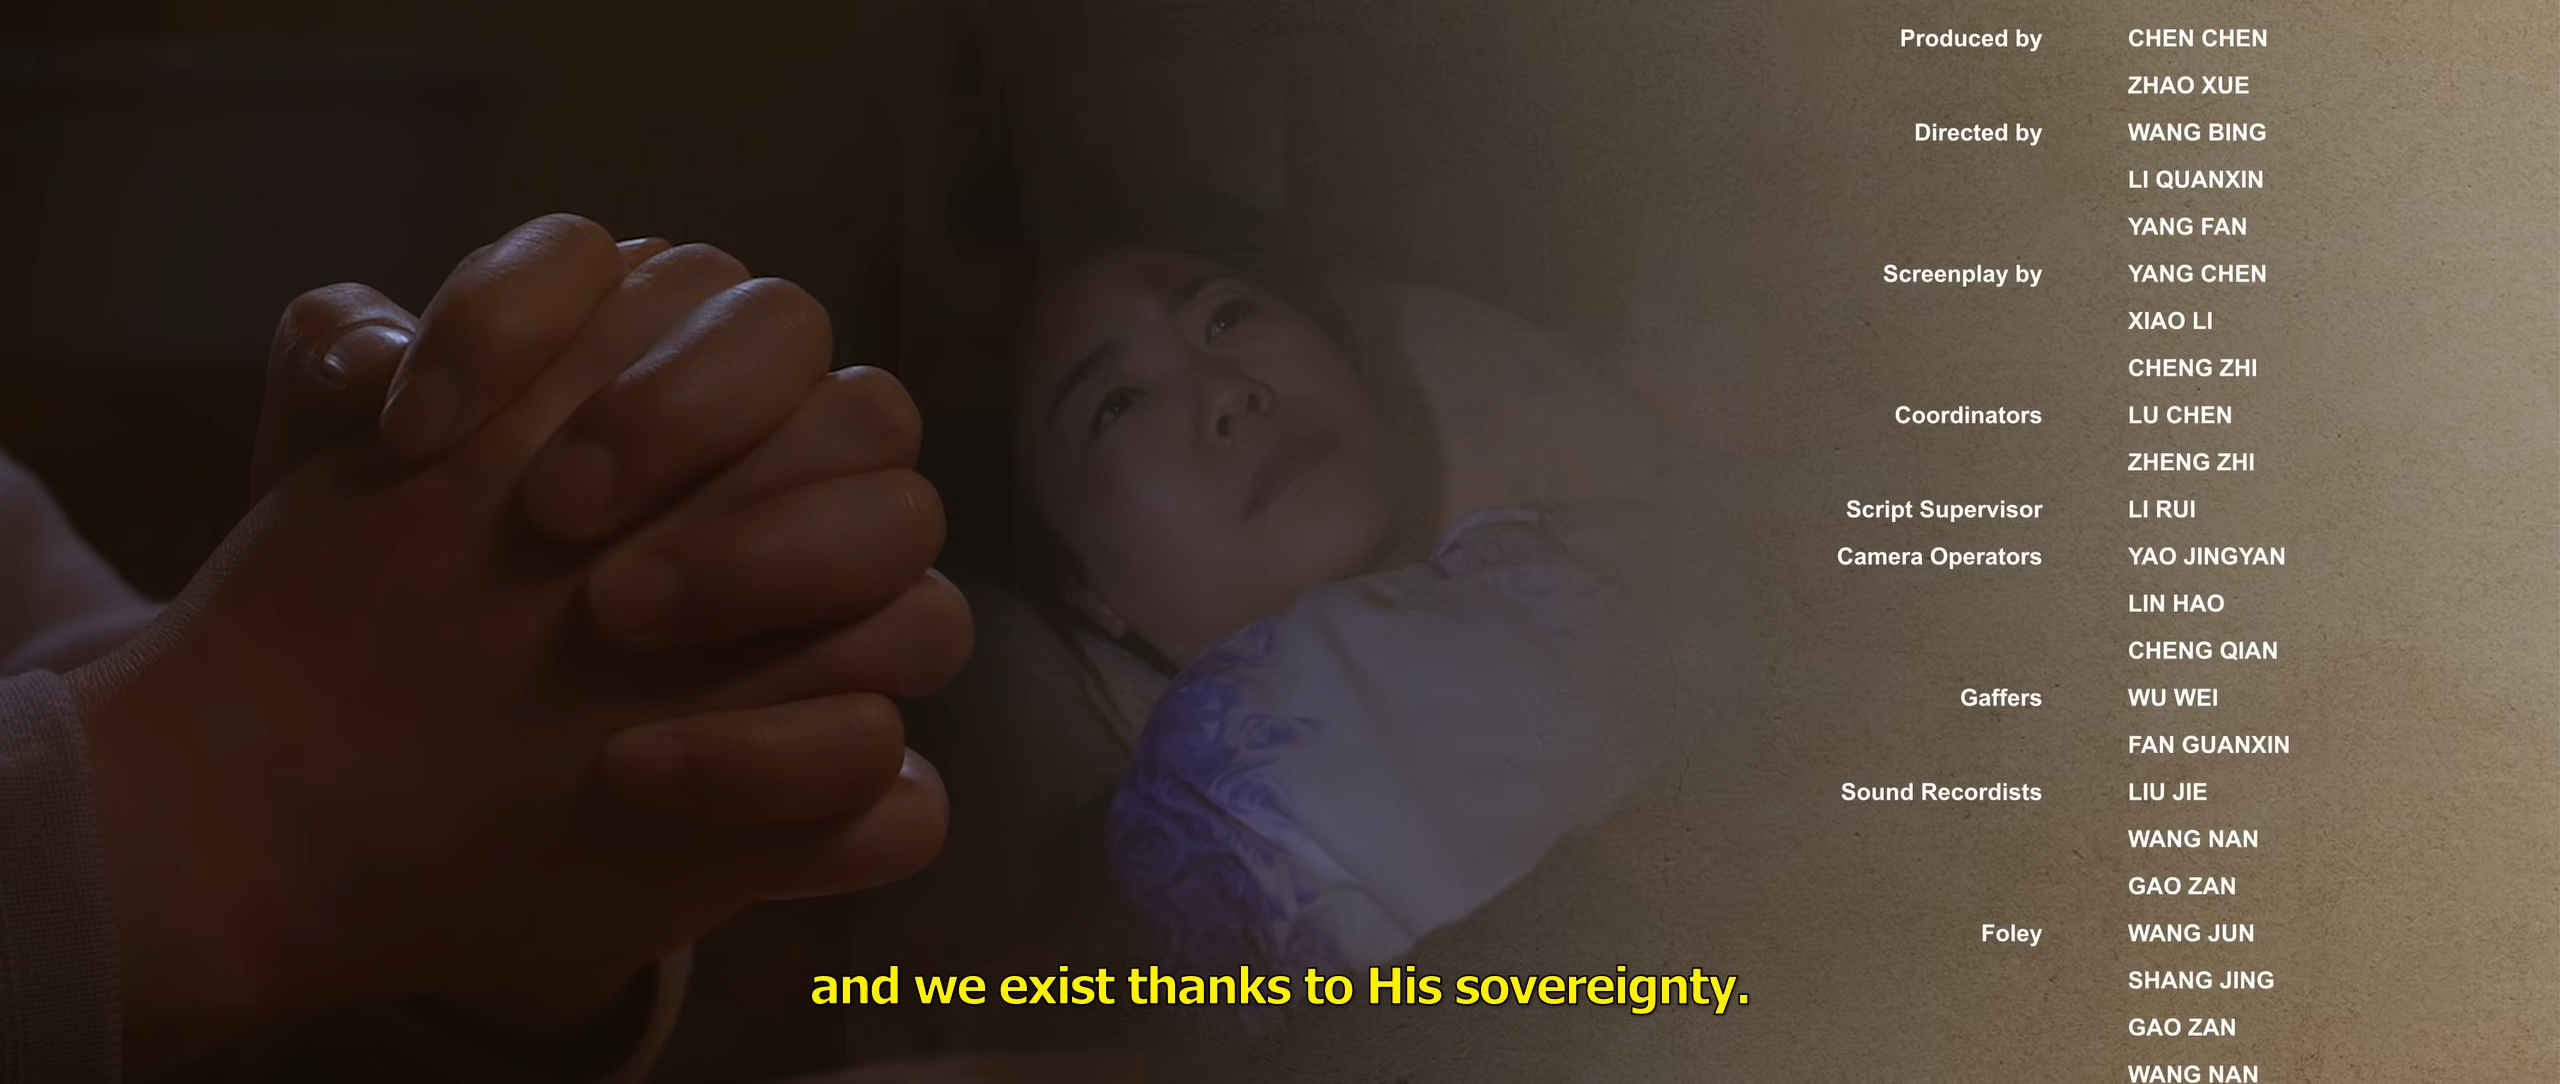 Produced by CHEN CHEN
ZHAO XUE
Directed by WANG BING
LI QUANXIN
YANG FAN
Screenplay by YANG CHEN
XIAO LI
CHENG ZHI
Coordinators LU CHEN
ZHENG ZHI
Script Supervisor LI RUI
Camera Operators YAO JINGYAN
LIN HAO
CHENG QIAN
Gaffers WU WEI
FAN GUANXIN
Sound Recordists LIU JIE
WANG NAN
GAO ZAN
Foley WANG JUN
SHANG JING
GAO ZAN
WANG NAN
and we exist thanks to His sovereignty.